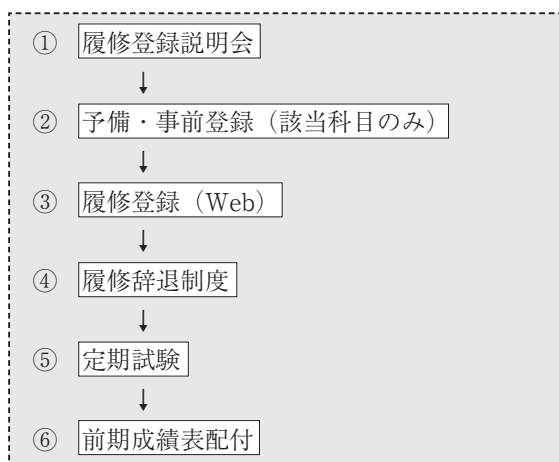 ① 履修登録説明会
↓
② 予備・事前登録（該当科目のみ）
↓
③ 履修登録（Web）
↓
④ 履修辞退制度
↓
⑤ 定期試験
↓
⑥ 前期成績表配付